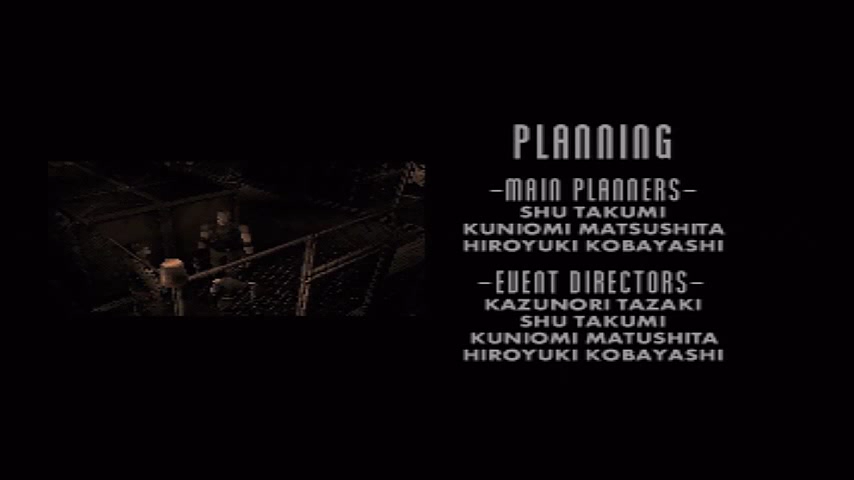 PLANNING
-MAIN PLANNERS-
SHU TAKUMI
KUNIOMI MATSUSHITA
HIROYUKI KOBAYASHI
-EVENT DIRECTORS-
KAZUNORI TAZAKI
SHU TAKUMI
KUNIOMI MATUSHITA
HIROYUKI KOBAYASHI